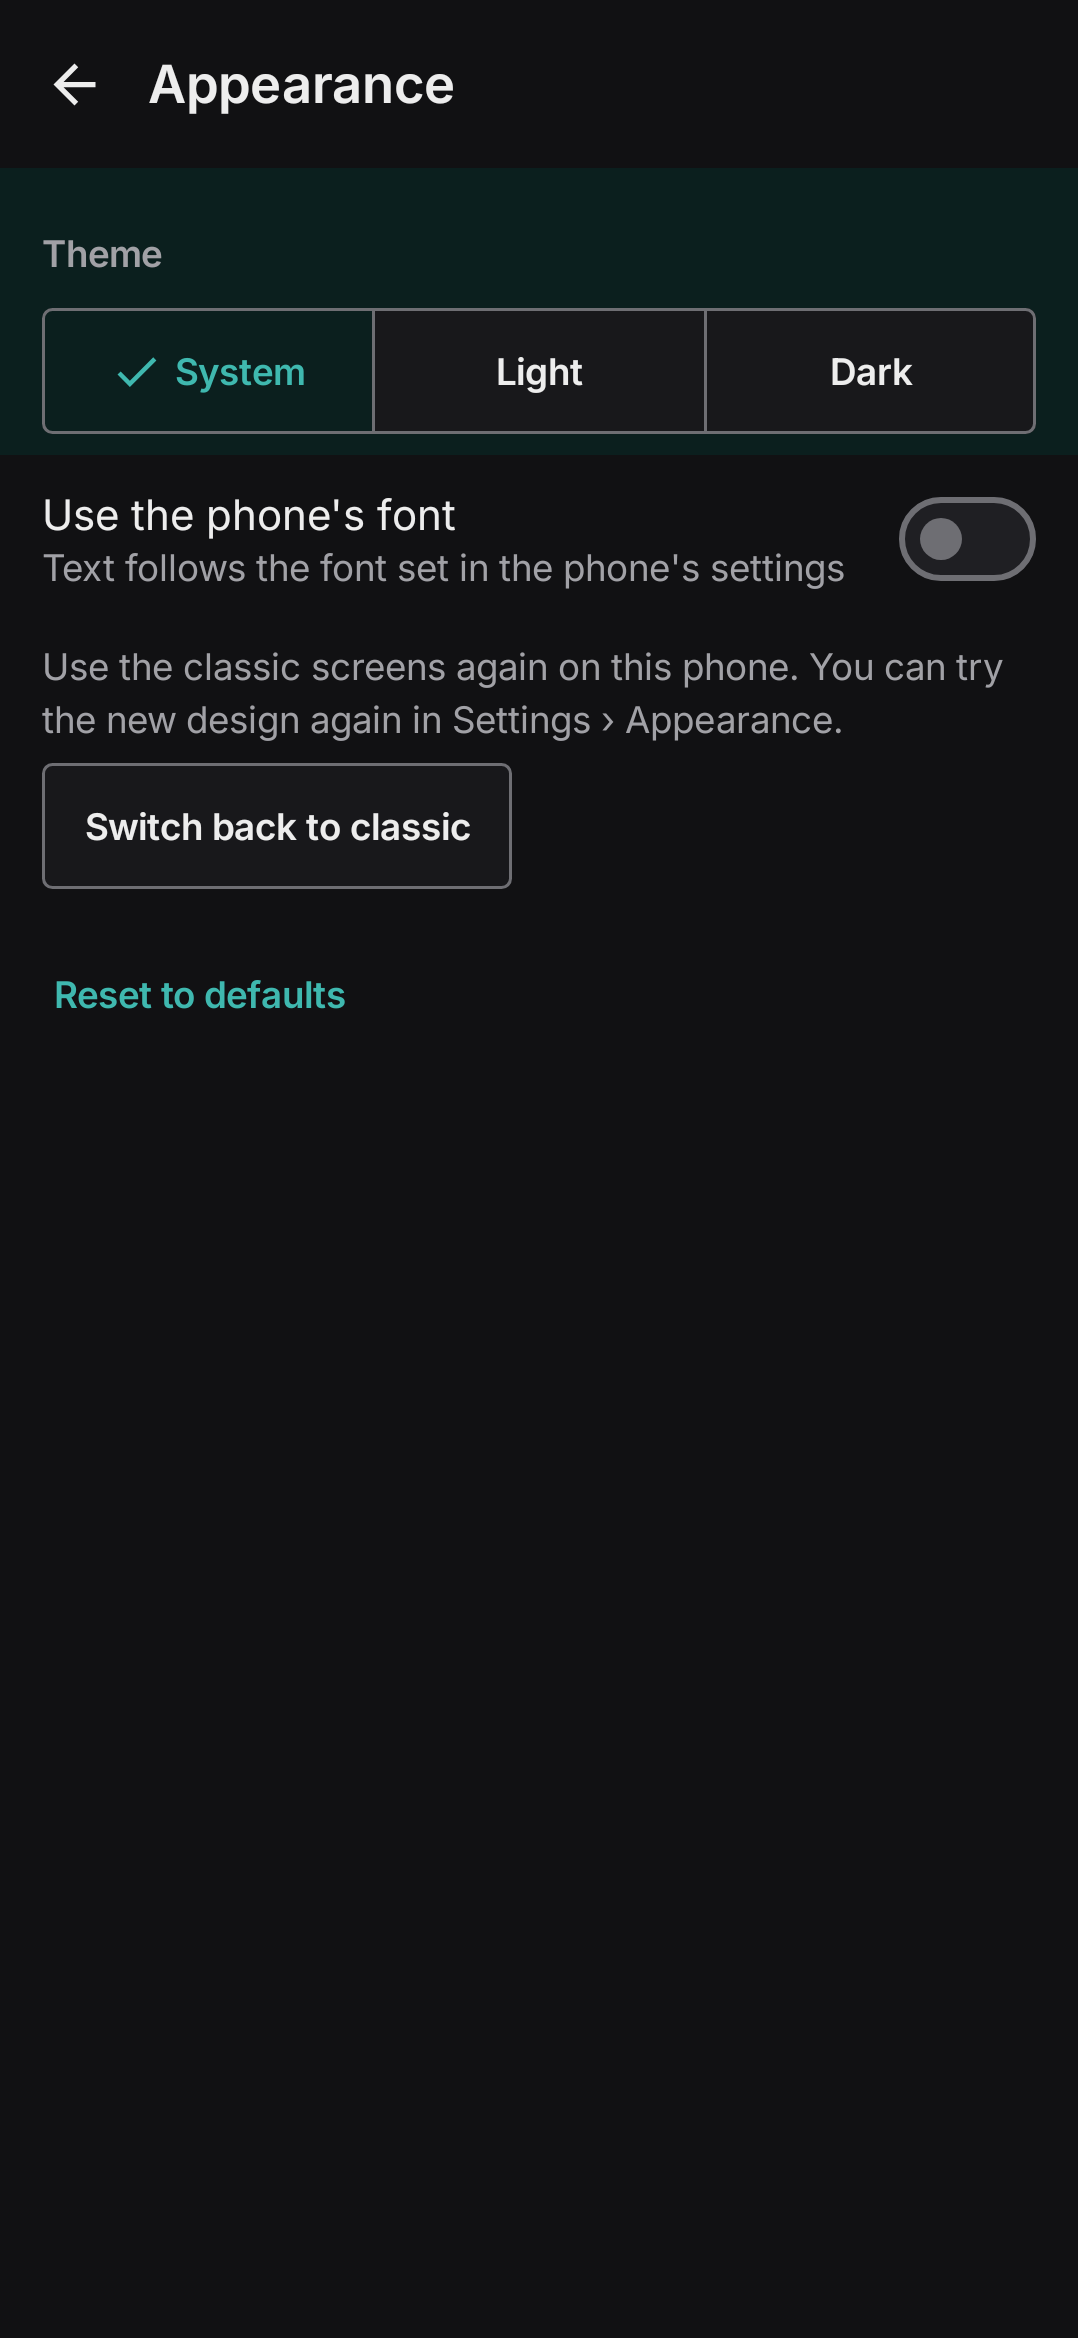 Appearance
Theme
System
Light
Dark
Use the phone's font
Text follows the font set in the phone's settings
Use the classic screens again on this phone. You can try
the new design again in Settings › Appearance.
Switch back to classic
Reset to defaults